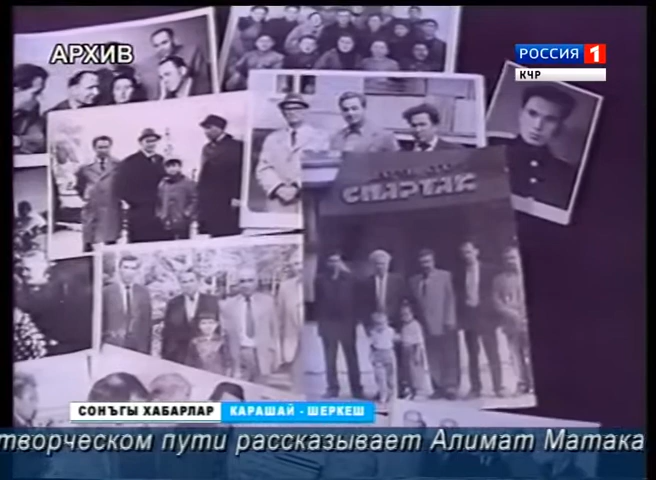 АРХИВ
РОССИЯ 1
КЧР
СПАРТАК
СОНЪГЫ ХАБАРЛАР КАРАШАЙ - ШЕРКЕШ
творческом пути рассказывает Алимат Матака